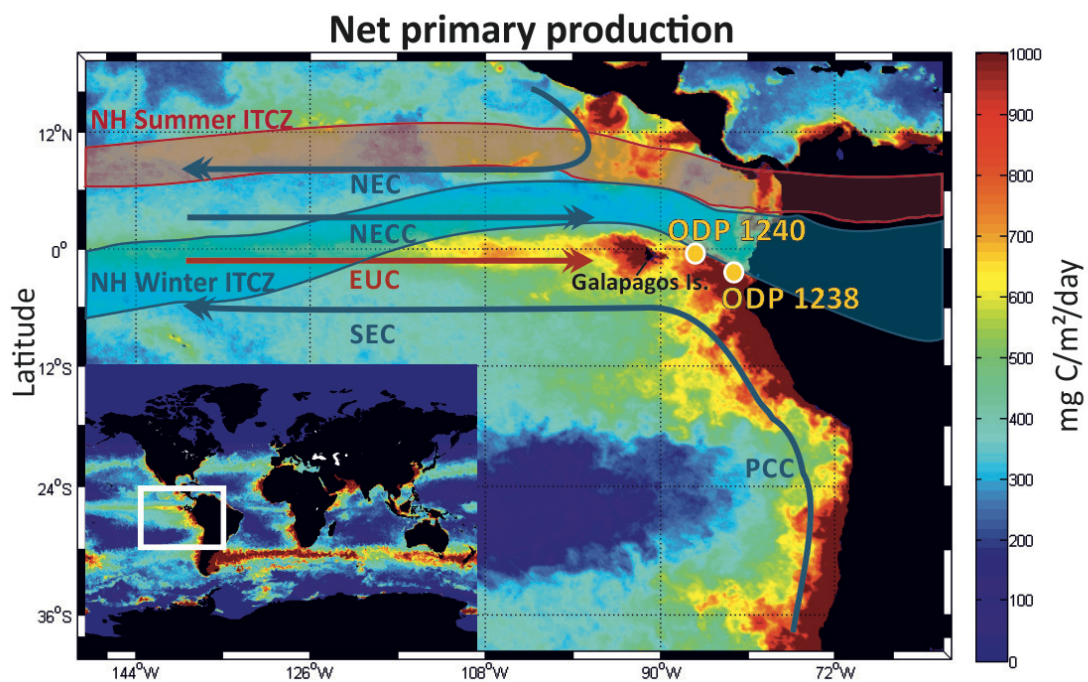 Net primary production
NH Summer ITCZ
NEC
NECC
ODP 1240
EUC
Galapagos Is.
NH Winter ITCZ
ODP 1238
SEC
PCC
Latitude
12°N
0°
12°S
24°S
36°S
144°W
126°W
108°W
90°W
72°W
1000
900
800
700
600
500
400
300
200
100
0
mg C/m²/day